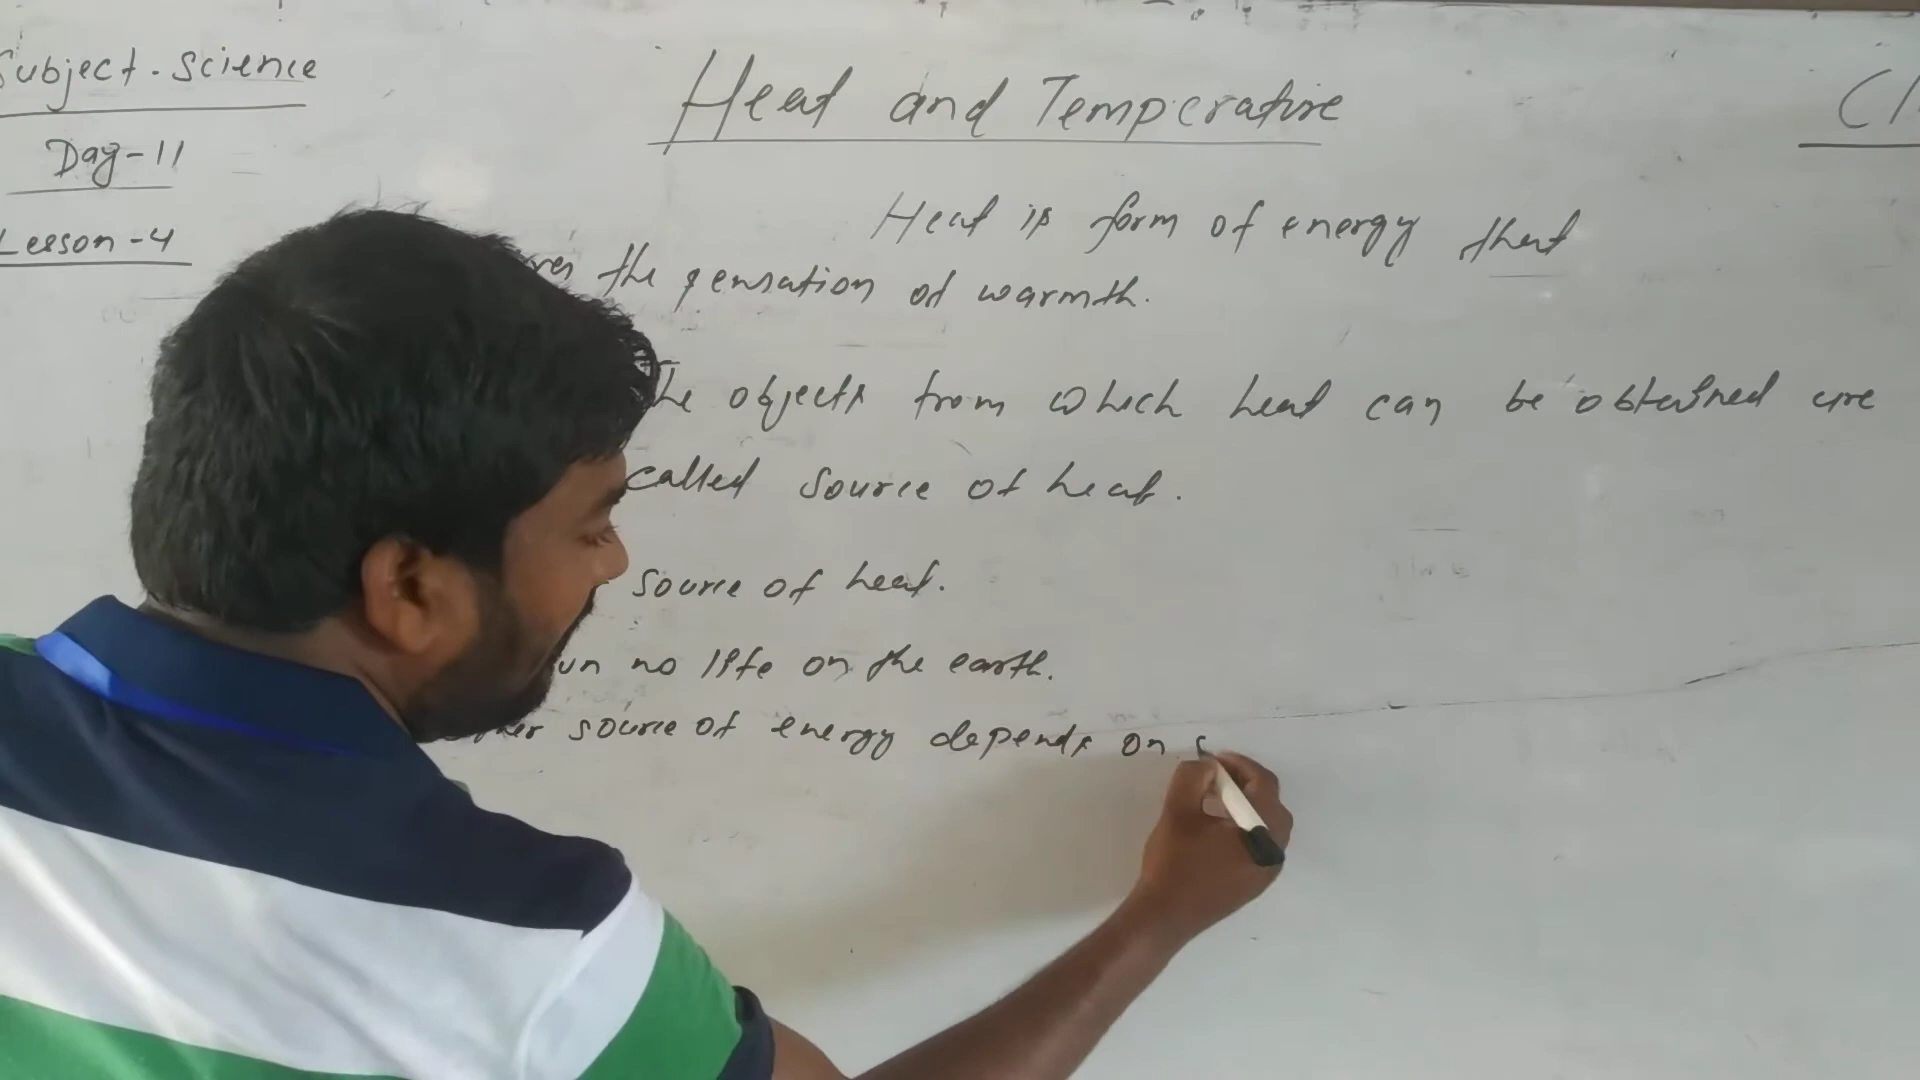 Subject - Science
Day - 11
Lesson - 4
Heat and Temperature
Heat is form of energy that
the sensation of warmth.
The objects from which heat can be obtained are
called source of heat.
source of heat.
no life on the earth.
source of energy depends on s